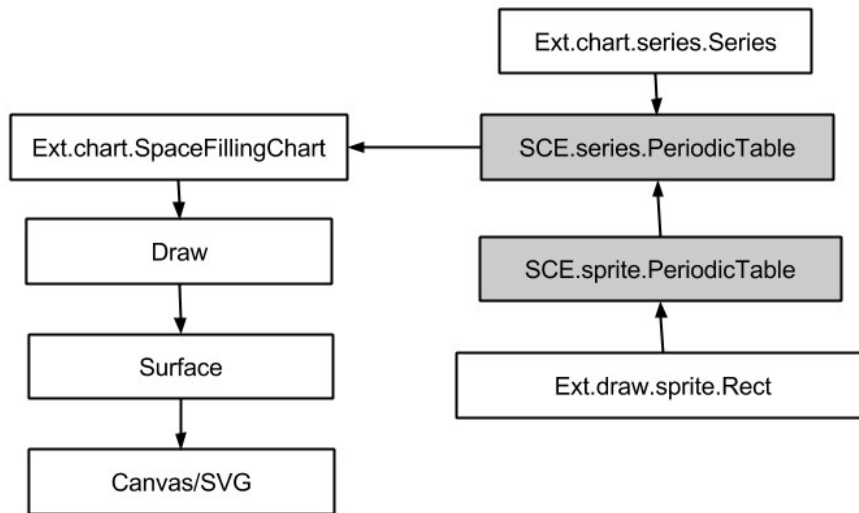 Ext.chart.series.Series
Ext.chart.SpaceFillingChart
SCE.series.PeriodicTable
Draw
SCE.sprite.PeriodicTable
Surface
Ext.draw.sprite.Rect
Canvas/SVG